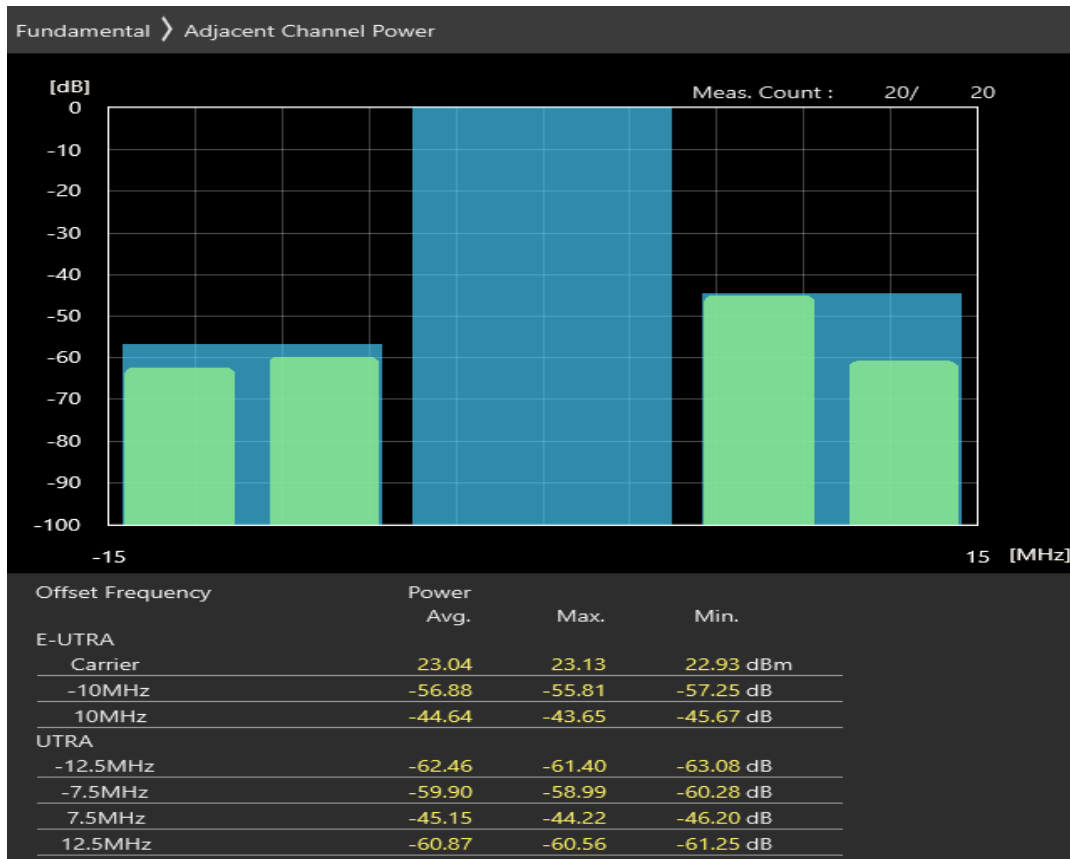 Fundamental ❯ Adjacent Channel Power
[dB]
Meas. Count : 20/ 20
0
-10
-20
-30
-40
-50
-60
-70
-80
-90
-100
-15 15 [MHz]
Offset Frequency Power
Avg. Max. Min.
E-UTRA
Carrier 23.04 23.13 22.93 dBm
-10MHz -56.88 -55.81 -57.25 dB
10MHz -44.64 -43.65 -45.67 dB
UTRA
-12.5MHz -62.46 -61.40 -63.08 dB
-7.5MHz -59.90 -58.99 -60.28 dB
7.5MHz -45.15 -44.22 -46.20 dB
12.5MHz -60.87 -60.56 -61.25 dB